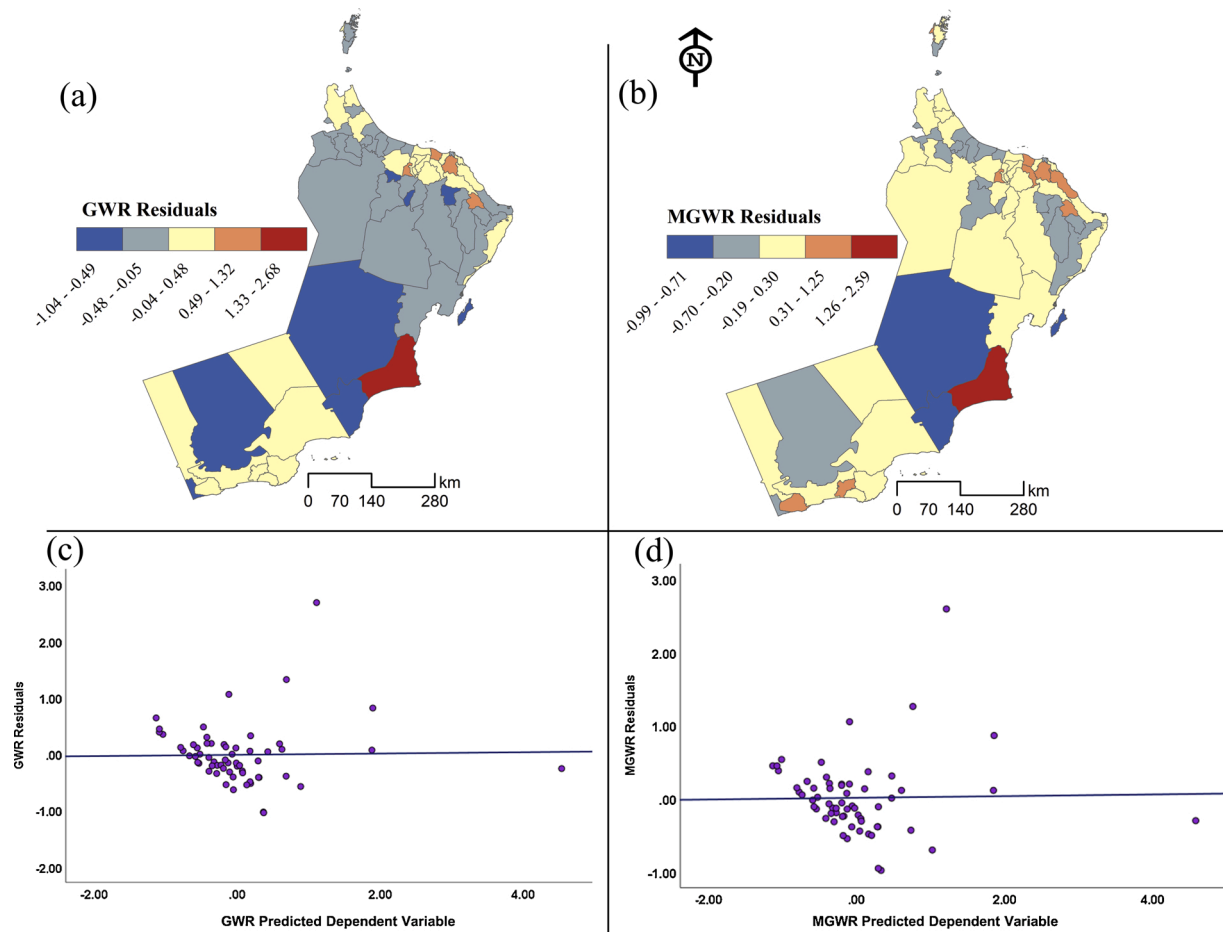 (a)
GWR Residuals
-1.04 - -0.49
-0.48 - -0.05
-0.04 - 0.48
0.49 - 1.32
1.33 - 2.68
0 70 140 280
km
N
(b)
MGWR Residuals
-0.99 - -0.71
-0.70 - -0.20
-0.19 - 0.30
0.31 - 1.25
1.26 - 2.59
0 70 140 280
km
(c)
3.00
2.00
1.00
.00
-1.00
-2.00
GWR Residuals
-2.00 .00 2.00 4.00
GWR Predicted Dependent Variable
(d)
3.00
2.00
1.00
.00
-1.00
MGWR Residuals
-2.00 .00 2.00 4.00
MGWR Predicted Dependent Variable